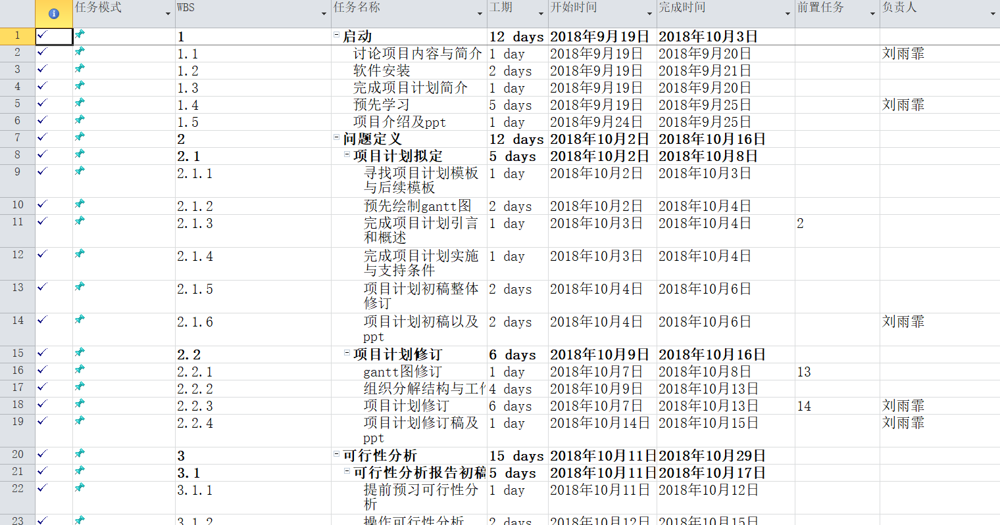 任务模式 WBS 任务名称 工期 开始时间 完成时间 前置任务 负责人
1 1 启动 12 days 2018年9月19日 2018年10月3日
2 1.1 讨论项目内容与简介 1 day 2018年9月19日 2018年9月20日 刘雨霏
3 1.2 软件安装 2 days 2018年9月19日 2018年9月21日
4 1.3 完成项目计划简介 1 day 2018年9月19日 2018年9月20日
5 1.4 预先学习 5 days 2018年9月19日 2018年9月25日 刘雨霏
6 1.5 项目介绍及ppt 1 day 2018年9月24日 2018年9月25日
7 2 问题定义 12 days 2018年10月2日 2018年10月16日
8 2.1 项目计划拟定 5 days 2018年10月2日 2018年10月8日
9 2.1.1 寻找项目计划模板 1 day 2018年10月2日 2018年10月3日
与后续模板
10 2.1.2 预先绘制gantt图 2 days 2018年10月2日 2018年10月4日
11 2.1.3 完成项目计划引言 1 day 2018年10月3日 2018年10月4日 2
和概述
12 2.1.4 完成项目计划实施 1 day 2018年10月3日 2018年10月4日
与支持条件
13 2.1.5 项目计划初稿整体 2 days 2018年10月4日 2018年10月6日
修订
14 2.1.6 项目计划初稿以及 2 days 2018年10月4日 2018年10月6日 刘雨霏
ppt
15 2.2 项目计划修订 6 days 2018年10月9日 2018年10月16日
16 2.2.1 gantt图修订 1 day 2018年10月7日 2018年10月8日 13
17 2.2.2 组织分解结构与工作 4 days 2018年10月9日 2018年10月13日
18 2.2.3 项目计划修订 6 days 2018年10月7日 2018年10月13日 14 刘雨霏
19 2.2.4 项目计划修订稿及 1 day 2018年10月14日 2018年10月15日 刘雨霏
ppt
20 3 可行性分析 15 days 2018年10月11日 2018年10月29日
21 3.1 可行性分析报告初稿 5 days 2018年10月11日 2018年10月17日
22 3.1.1 提前预习可行性分 1 day 2018年10月11日 2018年10月12日
析
23 3.1.2 操作可行性分析 2 days 2018年10月12日 2018年10月15日